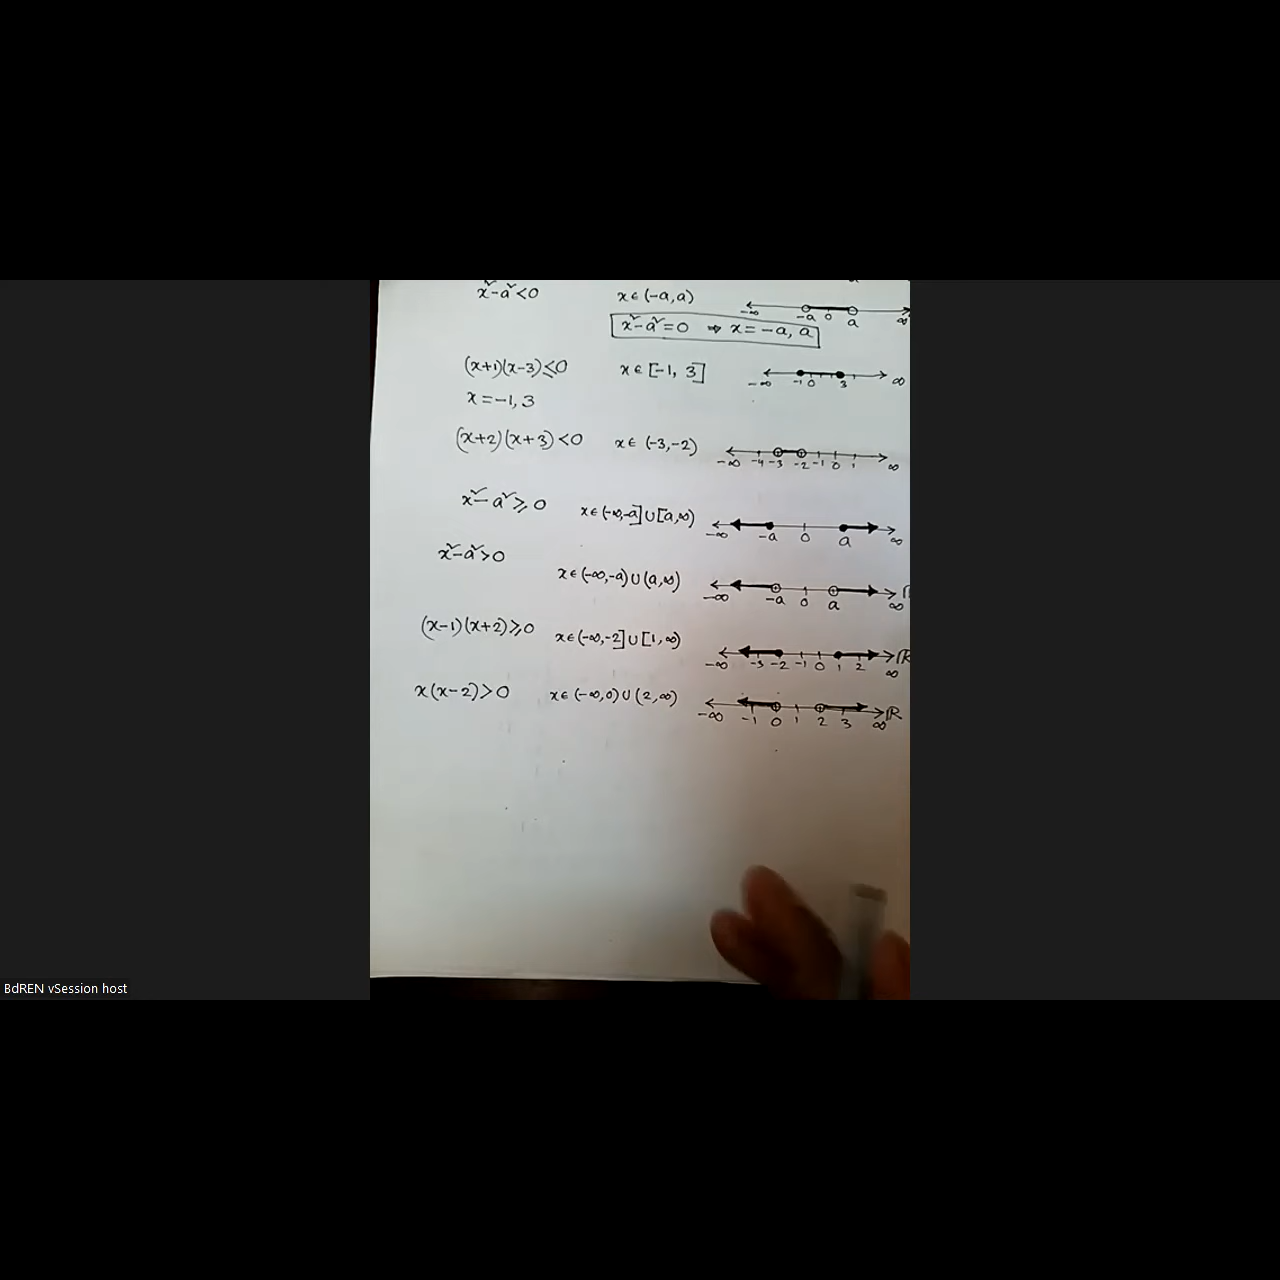 x²-a²<0 x∈(-a,a) -∞ -a 0 a ∞
x²-a²=0 ⇒ x=-a, a
(x+1)(x-3)≤0 x∈[-1, 3] -∞ -1 0 3 ∞
x=-1,3
(x+2)(x+3)<0 x∈ (-3,-2) -∞ -4 -3 -2 -1 0 1 ∞
x²-a²≥0 x∈(-∞,-a]∪[a,∞) -∞ -a 0 a ∞
x²-a²>0 x∈(-∞,-a)∪(a,∞) -∞ -a 0 a ∞
(x-1)(x+2)≥0 x∈(-∞,-2]∪[1,∞) -∞ -3 -2 -1 0 1 2 ∞ ℝ
x(x-2)>0 x∈(-∞,0)∪(2,∞) -∞ -1 0 1 2 3 ∞ ℝ
BdREN vSession host